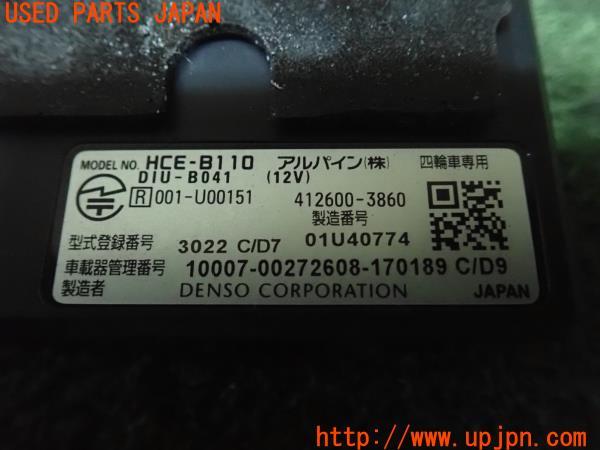 USED PARTS JAPAN
MODEL NO. HCE-B110 アルパイン(株) 四輪車専用
DIU-B041 (12V)
R 001-U00151 412600-3860
製造番号
型式登録番号 3022 C/D7 01U40774
車載器管理番号 10007-00272608-170189 C/D9
製造者 DENSO CORPORATION JAPAN
USED PARTS JAPAN
http://www.upjpn.com/